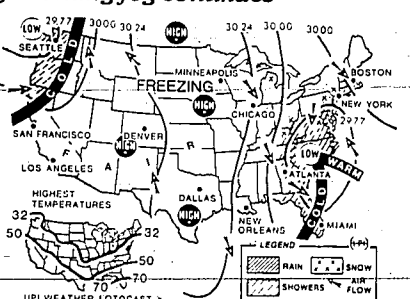 continues
29.77 30.00 30.24 HIGH 30.24 30.00 30.00
LOW
SEATTLE
COLD
MINNEAPOLIS
BOSTON
FREEZING
HIGH
CHICAGO
NEW YORK
29.77
SAN FRANCISCO
DENVER
HIGH
F A I R
LOS ANGELES
LOW
WARM
ATLANTA
COLD
HIGHEST
TEMPERATURES
DALLAS
HIGH
NEW
ORLEANS
MIAMI
32
50
32
50
70
70
LEGEND
(UPI)
RAIN
SNOW
SHOWERS
AIR
FLOW
UPI WEATHER FOTOCAST